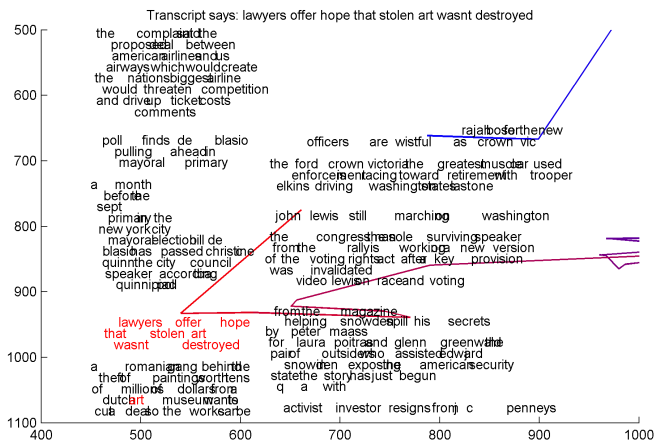 Transcript says: lawyers offer hope that stolen art wasnt destroyed
500
600
700
800
900
1000
1100
400
500
600
700
800
900
1000
the complaint said the
proposed deal between
american airlines and us
airways which would create
the nations biggest airline
would threaten competition
and drive up ticket costs
comments
poll finds de blasio
pulling ahead in
mayoral primary
a month
before the
sept
primary in the
new york city
mayoral election bill de
blasio has passed christine
quinn the city council
speaker according to a
quinnipiac poll
lawyers offer hope
that stolen art
wasnt destroyed
a romanian gang behind the
theft of paintings worth tens
of millions of dollars from a
dutch art museum wants to
cut a deal so the works can be
rajah bose for the new
officers are wistful as crown vic
the ford crown victoria the greatest muscle car used
enforcement is nearing toward retirement with trooper
elkins driving washington states last one
john lewis still marching on washington
the congressman has the sole surviving speaker
from the rally is working on a new version
of the voting rights act after a key provision
was invalidated
video lewis on race and voting
from the magazine
helping snowden spill his secrets
by peter maass
for laura poitras and glenn greenwald the
pair of outsiders who assisted edward
snowden in exposing the american security
state the story has just begun
q a with
activist investor resigns from j c penneys